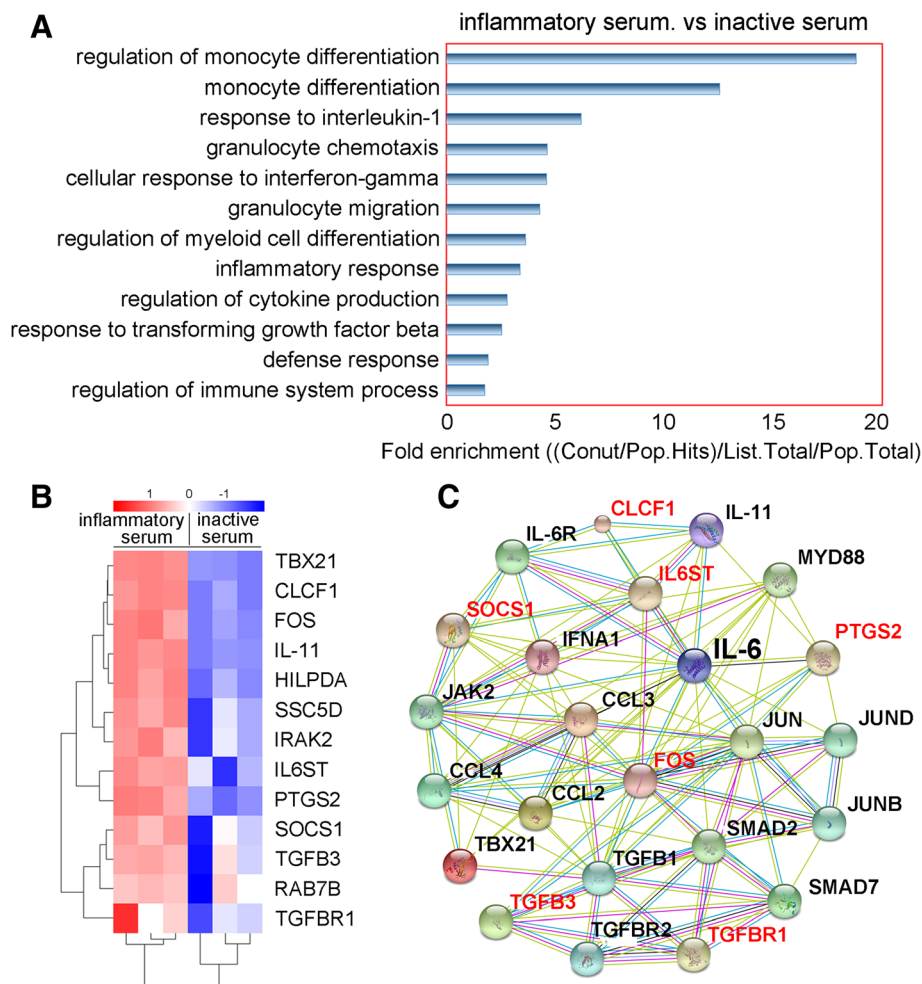 A
inflammatory serum. vs inactive serum
regulation of monocyte differentiation
monocyte differentiation
response to interleukin-1
granulocyte chemotaxis
cellular response to interferon-gamma
granulocyte migration
regulation of myeloid cell differentiation
inflammatory response
regulation of cytokine production
response to transforming growth factor beta
defense response
regulation of immune system process
0 5 10 15 20
Fold enrichment ((Conut/Pop.Hits)/List.Total/Pop.Total)
B
1 0 -1
inflammatory serum
inactive serum
TBX21
CLCF1
FOS
IL-11
HILPDA
SSC5D
IRAK2
IL6ST
PTGS2
SOCS1
TGFB3
RAB7B
TGFBR1
C
CLCF1
IL-11
IL-6R
MYD88
IL6ST
SOCS1
IFNA1
IL-6
PTGS2
JAK2
CCL3
JUN
JUND
CCL4
FOS
CCL2
JUNB
TBX21
SMAD2
TGFB1
SMAD7
TGFB3
TGFBR2
TGFBR1